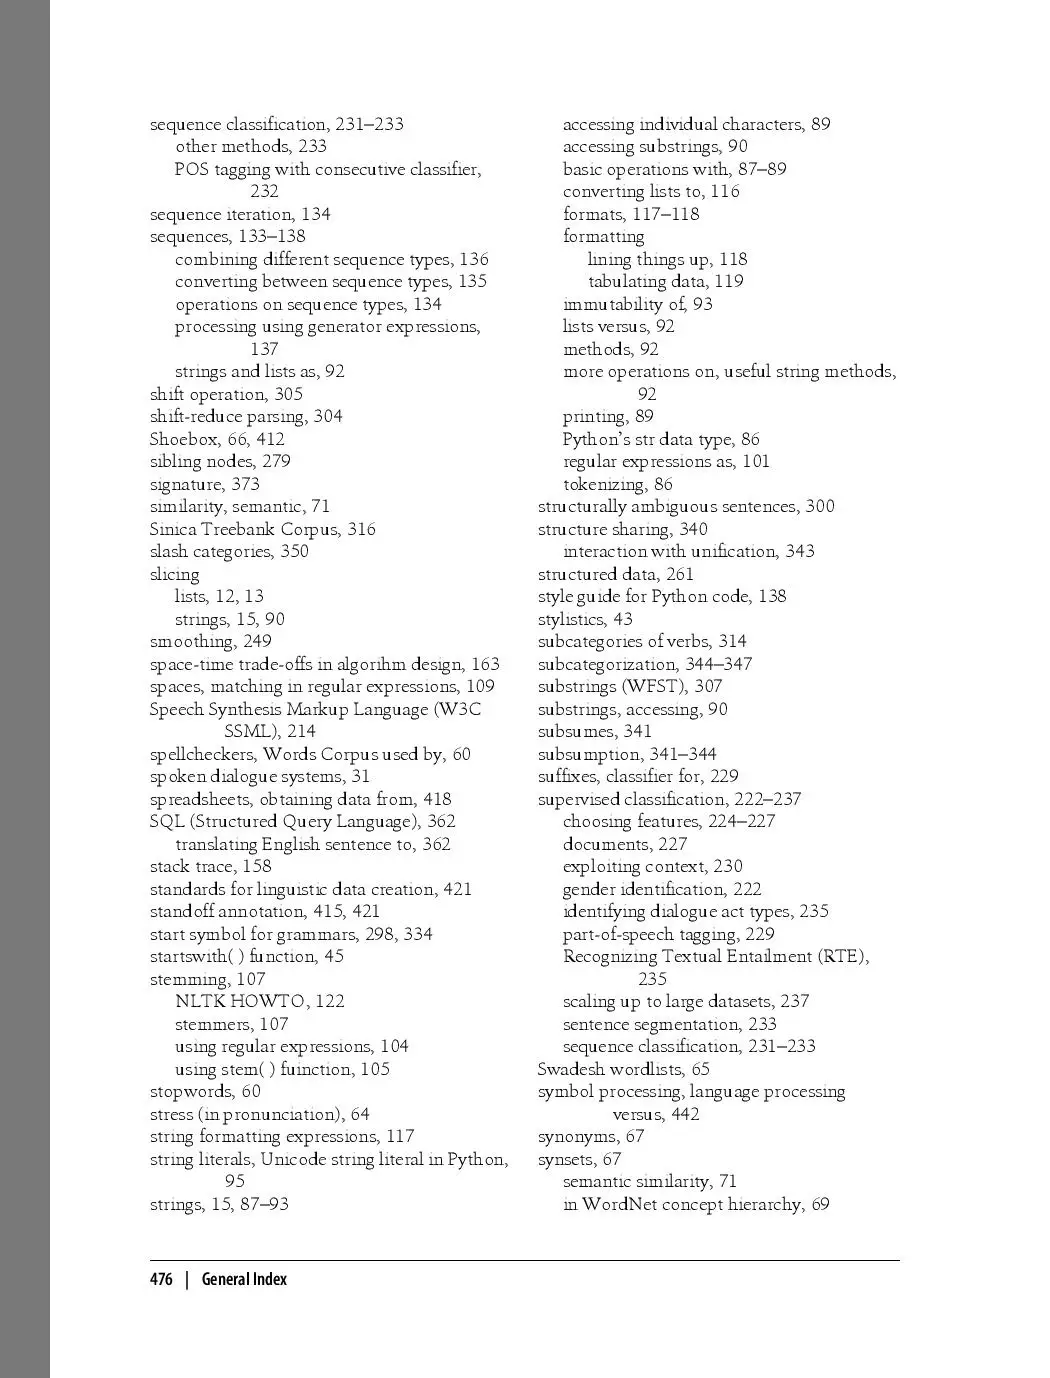 sequence classification, 231–233
other methods, 233
POS tagging with consecutive classifier,
232
sequence iteration, 134
sequences, 133–138
combining different sequence types, 136
converting between sequence types, 135
operations on sequence types, 134
processing using generator expressions,
137
strings and lists as, 92
shift operation, 305
shift-reduce parsing, 304
Shoebox, 66, 412
sibling nodes, 279
signature, 373
similarity, semantic, 71
Sinica Treebank Corpus, 316
slash categories, 350
slicing
lists, 12, 13
strings, 15, 90
smoothing, 249
space-time trade-offs in algorihm design, 163
spaces, matching in regular expressions, 109
Speech Synthesis Markup Language (W3C
SSML), 214
spellcheckers, Words Corpus used by, 60
spoken dialogue systems, 31
spreadsheets, obtaining data from, 418
SQL (Structured Query Language), 362
translating English sentence to, 362
stack trace, 158
standards for linguistic data creation, 421
standoff annotation, 415, 421
start symbol for grammars, 298, 334
startswith( ) function, 45
stemming, 107
NLTK HOWTO, 122
stemmers, 107
using regular expressions, 104
using stem( ) fuinction, 105
stopwords, 60
stress (in pronunciation), 64
string formatting expressions, 117
string literals, Unicode string literal in Python,
95
strings, 15, 87–93
accessing individual characters, 89
accessing substrings, 90
basic operations with, 87–89
converting lists to, 116
formats, 117–118
formatting
lining things up, 118
tabulating data, 119
immutability of, 93
lists versus, 92
methods, 92
more operations on, useful string methods,
92
printing, 89
Python’s str data type, 86
regular expressions as, 101
tokenizing, 86
structurally ambiguous sentences, 300
structure sharing, 340
interaction with unification, 343
structured data, 261
style guide for Python code, 138
stylistics, 43
subcategories of verbs, 314
subcategorization, 344–347
substrings (WFST), 307
substrings, accessing, 90
subsumes, 341
subsumption, 341–344
suffixes, classifier for, 229
supervised classification, 222–237
choosing features, 224–227
documents, 227
exploiting context, 230
gender identification, 222
identifying dialogue act types, 235
part-of-speech tagging, 229
Recognizing Textual Entailment (RTE),
235
scaling up to large datasets, 237
sentence segmentation, 233
sequence classification, 231–233
Swadesh wordlists, 65
symbol processing, language processing
versus, 442
synonyms, 67
synsets, 67
semantic similarity, 71
in WordNet concept hierarchy, 69
476 | General Index